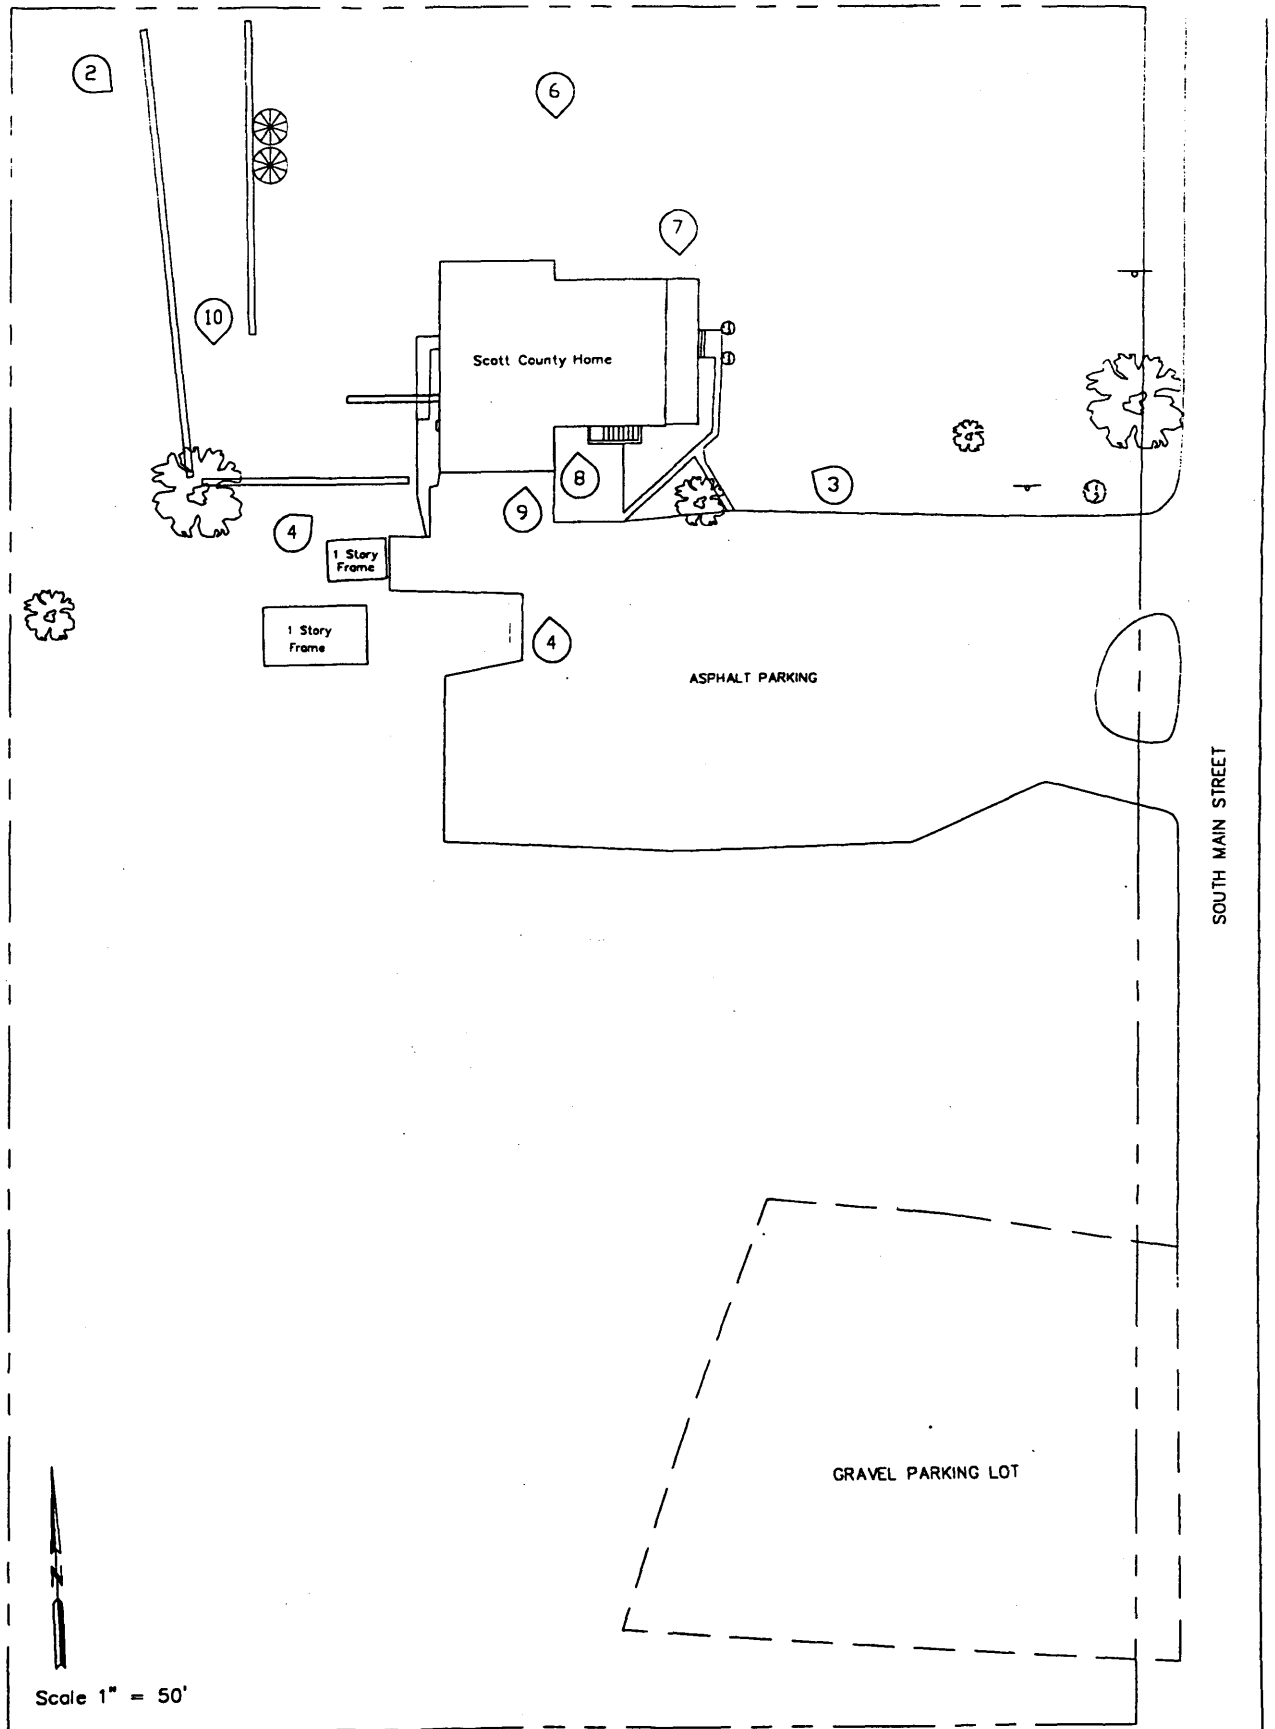 2
6
7
10
Scott County Home
8
3
9
4
1 Story
Frame
1 Story
Frame
4
ASPHALT PARKING
SOUTH MAIN STREET
GRAVEL PARKING LOT
N
Scale 1" = 50'